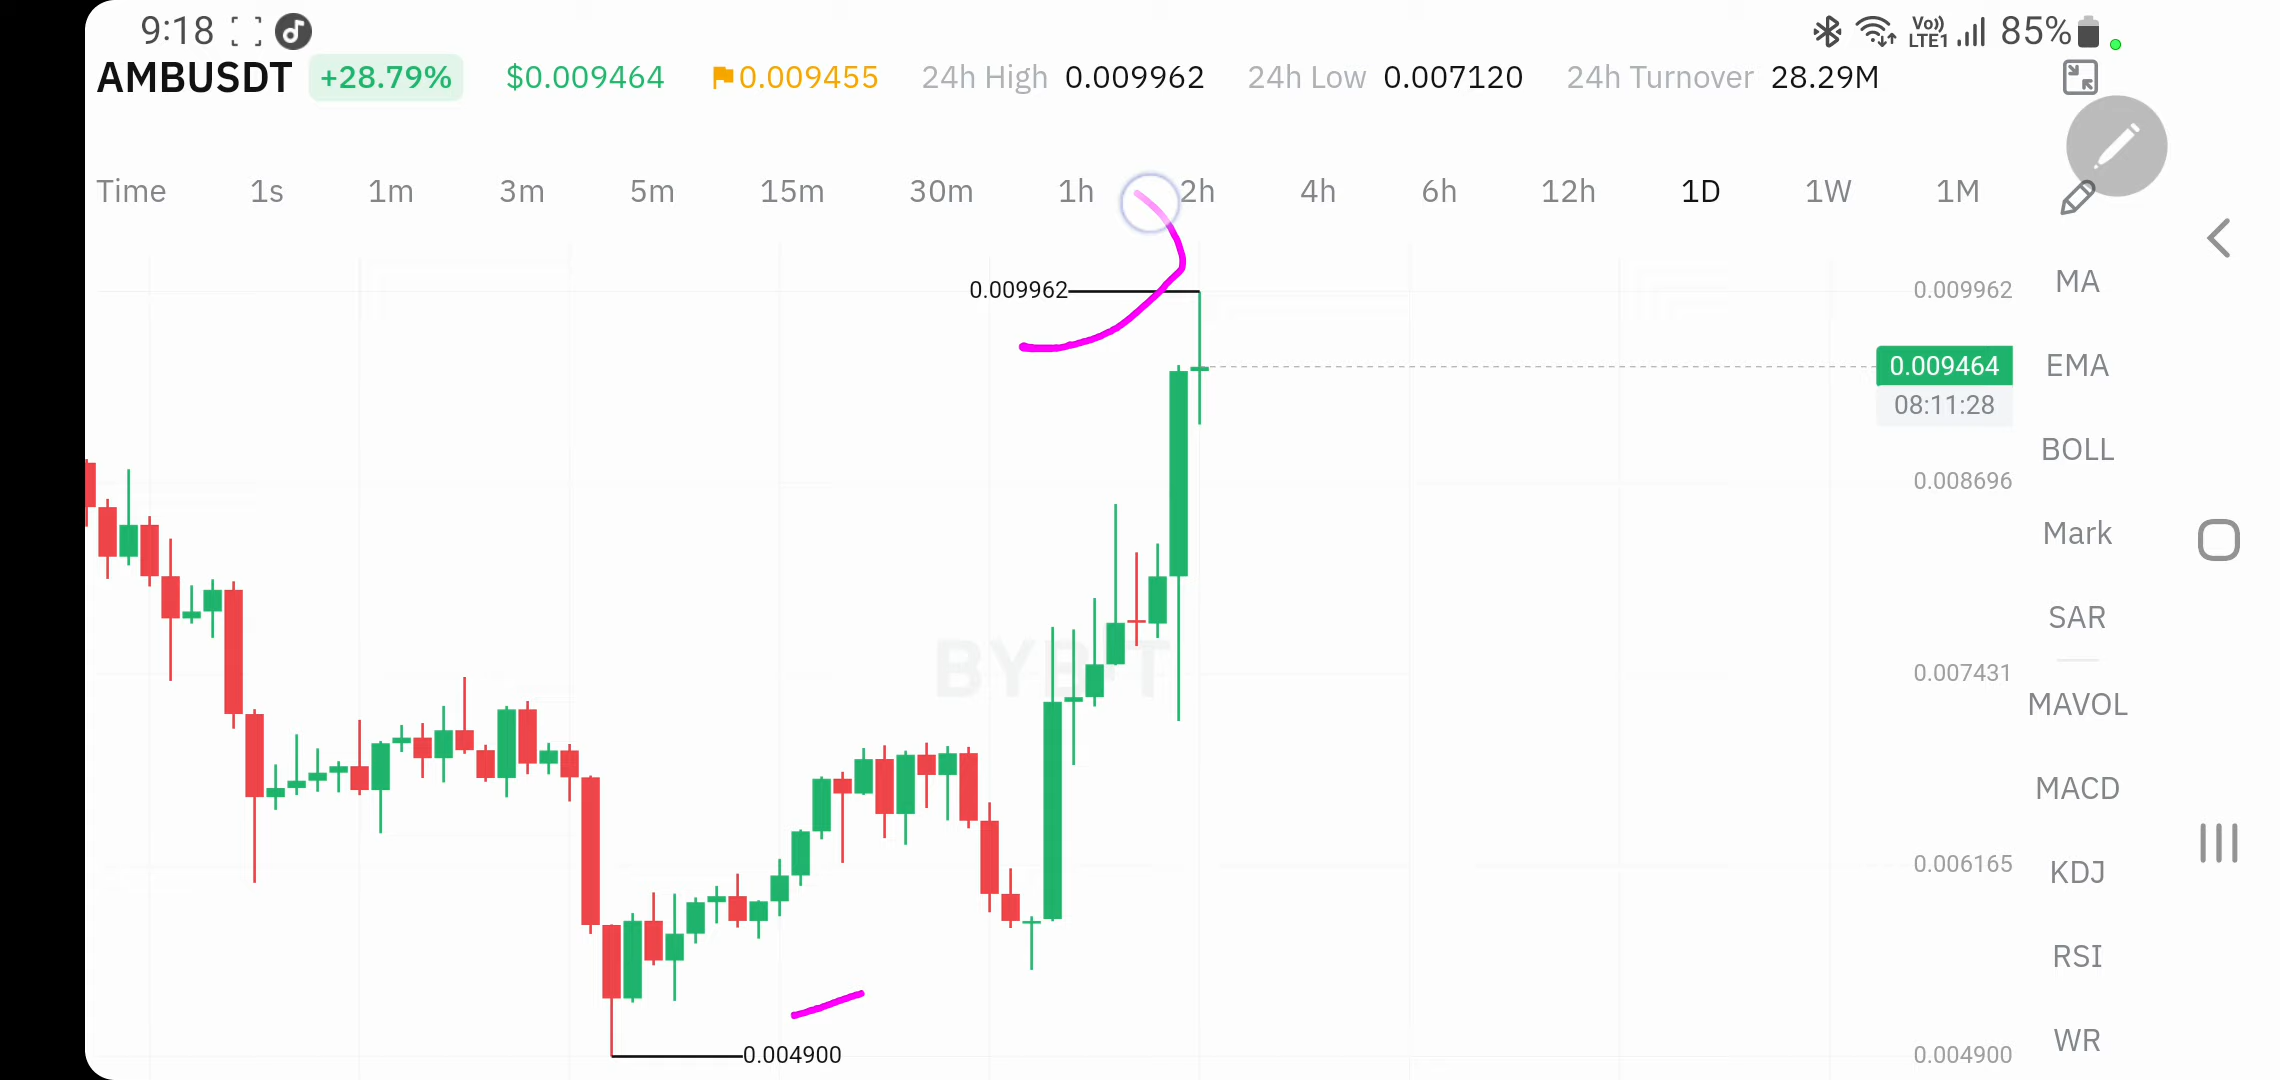 9:18 Vo)) LTE1 85%
AMBUSDT +28.79% $0.009464 0.009455 24h High 0.009962 24h Low 0.007120 24h Turnover 28.29M
Time 1s 1m 3m 5m 15m 30m 1h 2h 4h 6h 12h 1D 1W 1M
MA
0.009962 0.009962
0.009464 EMA
08:11:28
BOLL
0.008696
Mark
SAR
BYBIT 0.007431
MAVOL
MACD
0.006165 KDJ
RSI
WR
0.004900 0.004900